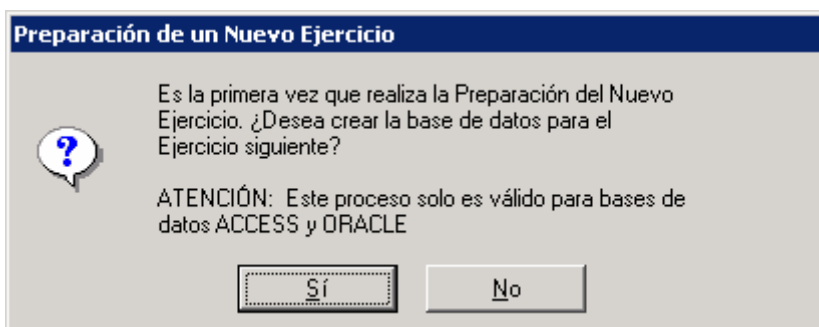 Preparación de un Nuevo Ejercicio
Es la primera vez que realiza la Preparación del Nuevo
Ejercicio. ¿Desea crear la base de datos para el
Ejercicio siguiente?
ATENCIÓN: Este proceso solo es válido para bases de
datos ACCESS y ORACLE
Sí
No